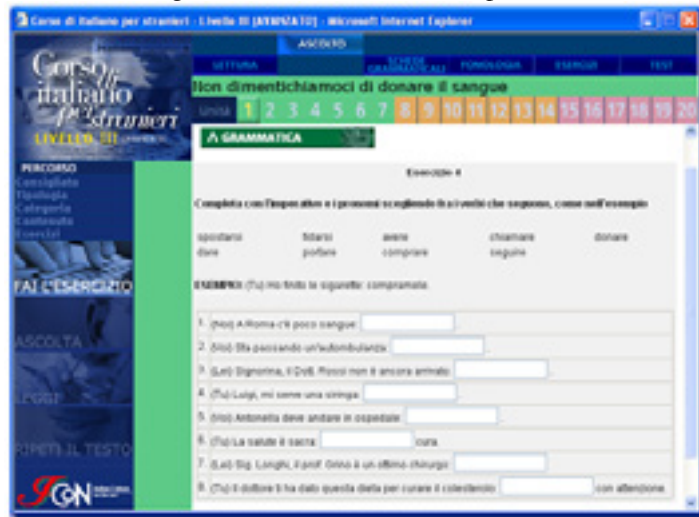 Corso di italiano per stranieri - Livello III (AVANZATO) - Microsoft Internet Explorer
ASCOLTO
LETTURA
SCHEDE GRAMMATICALI
FONOLOGIA
ESERCIZI
TEST
Corso di italiano per stranieri
LIVELLO III
Non dimentichiamoci di donare il sangue
Unità 1 2 3 4 5 6 7 8 9 10 11 12 13 14 15 16 17 18 19 20
GRAMMATICA
PERCORSO
Consigliato
Tipologia
Categoria
Contenuto
Esercizi
FAI L'ESERCIZIO
ASCOLTA
LEGGI
RIPETI IL TESTO
ICoN
Esercizio 4
Completa con l'imperativo e i pronomi scegliendo fra i verbi che seguono, come nell'esempio
spostarsi fidarsi avere chiamare donare
dare portare comprare seguire
ESEMPIO: (Tu) Ho finito le sigarette: compramele.
1. (Noi) A Roma c'è poco sangue: .
2. (Voi) Sta passando un'autombulanza: .
3. (Lei) Signorina, il Dott. Rossi non è ancora arrivato: .
4. (Tu) Luigi, mi serve una siringa: .
5. (Voi) Antonella deve andare in ospedale: .
6. (Tu) La salute è sacra: cura.
7. (Lei) Sig. Longhi, il prof. Grino è un ottimo chirurgo:
8. (Tu) Il dottore ti ha dato questa dieta per curare il colesterolo: con attenzione.